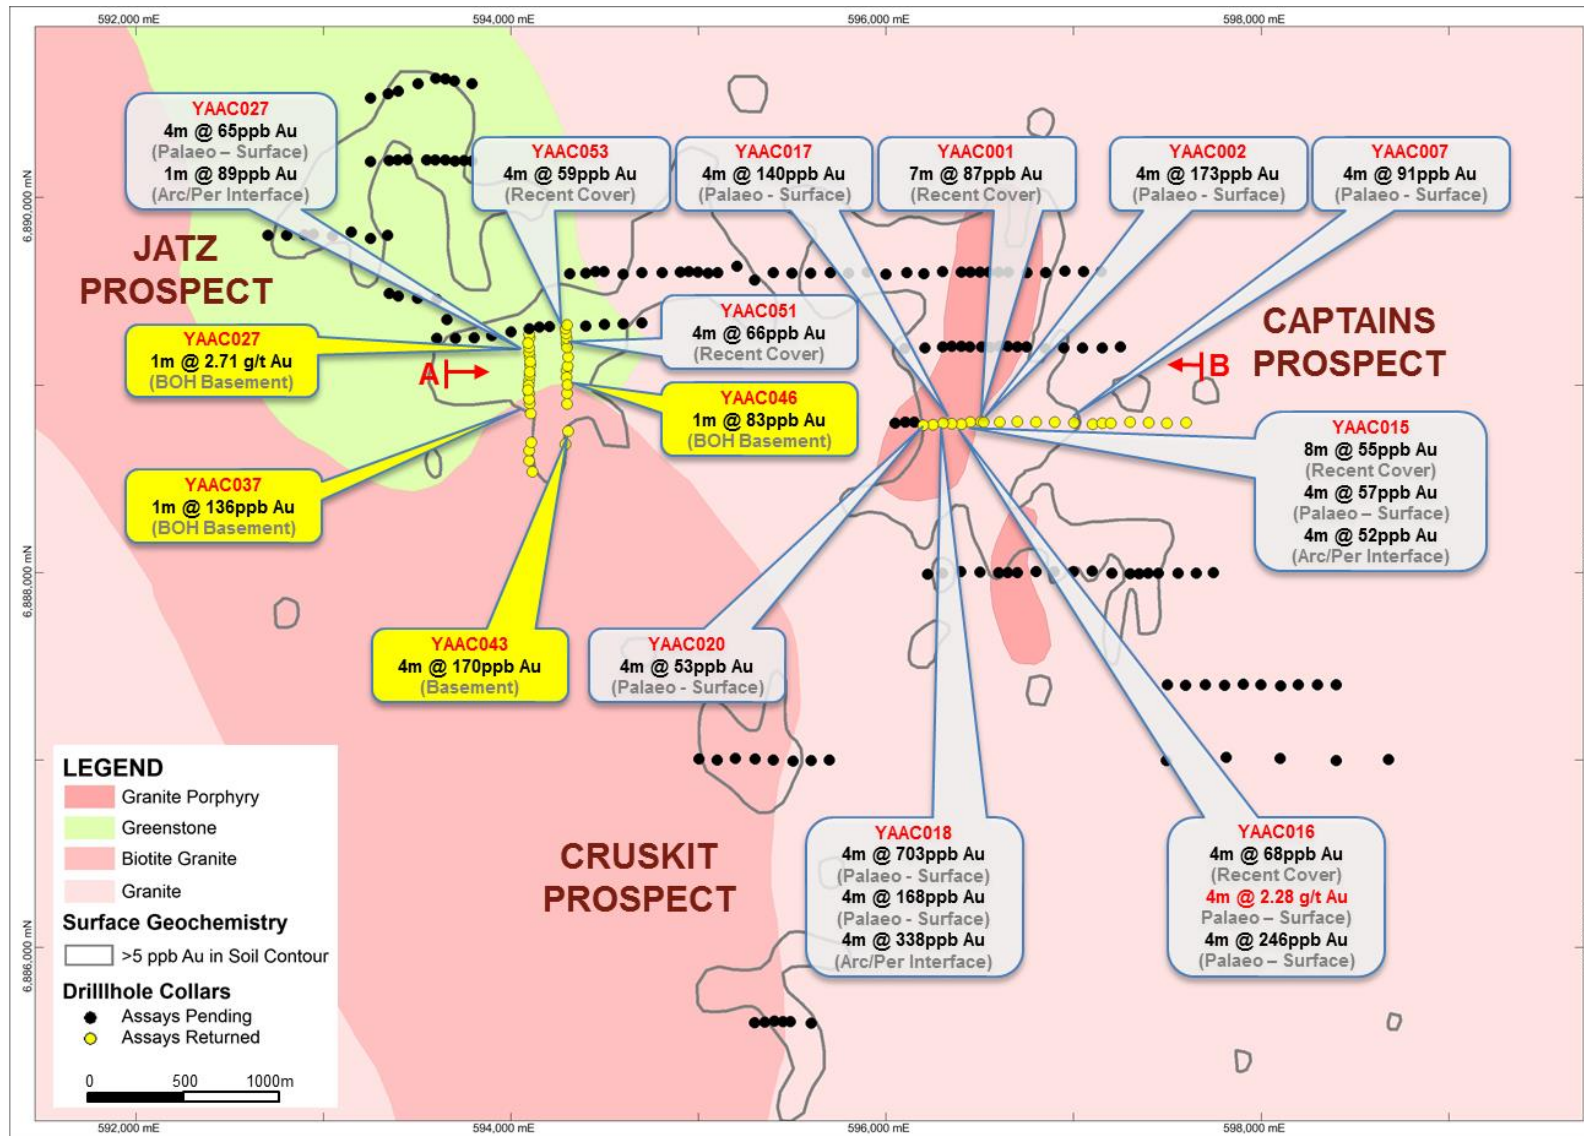 592,000 mE
594,000 mE
596,000 mE
598,000 mE
6,890,000 mN
6,888,000 mN
6,886,000 mN
YAAC027
4m @ 65ppb Au
(Palaeo – Surface)
1m @ 89ppb Au
(Arc/Per Interface)
YAAC053
4m @ 59ppb Au
(Recent Cover)
YAAC017
4m @ 140ppb Au
(Palaeo - Surface)
YAAC001
7m @ 87ppb Au
(Recent Cover)
YAAC002
4m @ 173ppb Au
(Palaeo - Surface)
YAAC007
4m @ 91ppb Au
(Palaeo - Surface)
JATZ
PROSPECT
YAAC051
4m @ 66ppb Au
(Recent Cover)
CAPTAINS
PROSPECT
YAAC027
1m @ 2.71 g/t Au
(BOH Basement)
A
B
YAAC046
1m @ 83ppb Au
(BOH Basement)
YAAC015
8m @ 55ppb Au
(Recent Cover)
4m @ 57ppb Au
(Palaeo – Surface)
4m @ 52ppb Au
(Arc/Per Interface)
YAAC037
1m @ 136ppb Au
(BOH Basement)
YAAC043
4m @ 170ppb Au
(Basement)
YAAC020
4m @ 53ppb Au
(Palaeo - Surface)
CRUSKIT
PROSPECT
YAAC018
4m @ 703ppb Au
(Palaeo - Surface)
4m @ 168ppb Au
(Palaeo - Surface)
4m @ 338ppb Au
(Arc/Per Interface)
YAAC016
4m @ 68ppb Au
(Recent Cover)
4m @ 2.28 g/t Au
Palaeo – Surface)
4m @ 246ppb Au
(Palaeo – Surface)
LEGEND
Granite Porphyry
Greenstone
Biotite Granite
Granite
Surface Geochemistry
>5 ppb Au in Soil Contour
Drilllhole Collars
Assays Pending
Assays Returned
0 500 1000m
592,000 mE
594,000 mE
596,000 mE
598,000 mE